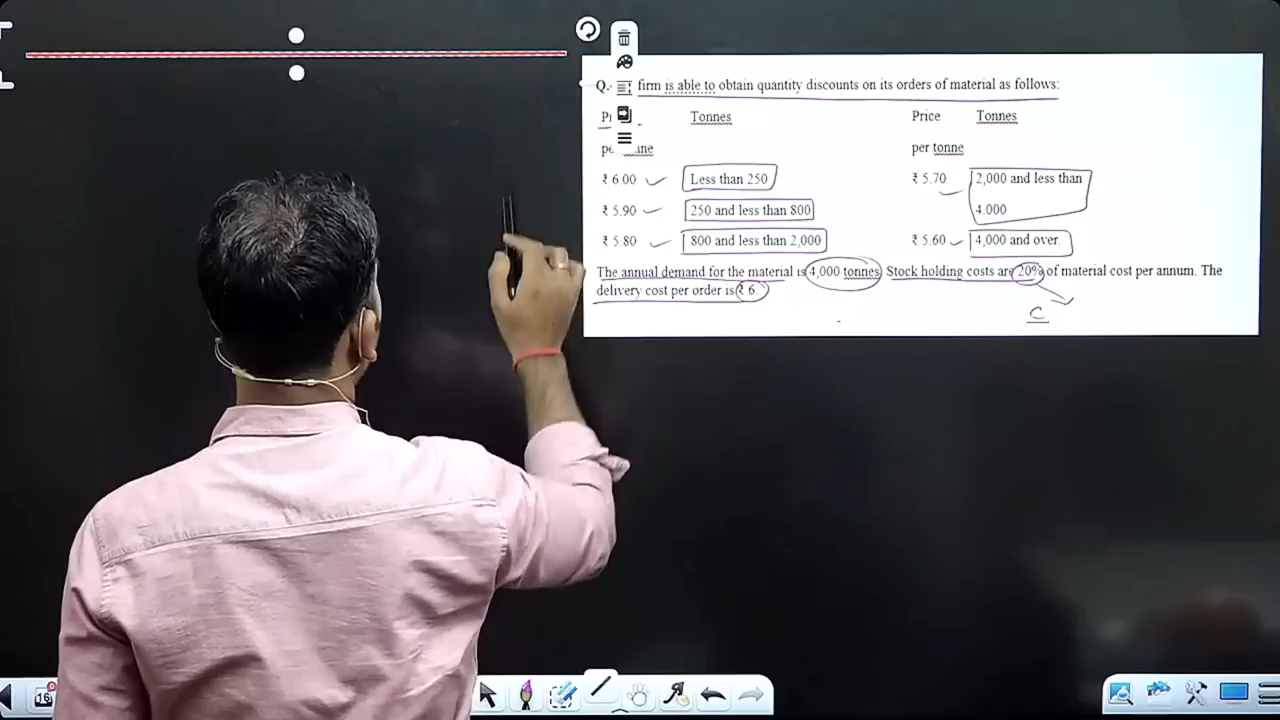 Q. firm is able to obtain quantity discounts on its orders of material as follows:
Tonnes
Price Tonnes
per tonne
₹ 6.00 Less than 250
₹ 5.70 2,000 and less than
4.000
₹ 5.90 250 and less than 800
₹ 5.80 800 and less than 2,000
₹ 5.60 4,000 and over.
The annual demand for the material is 4,000 tonnes. Stock holding costs are 20% of material cost per annum. The
delivery cost per order is ₹ 6
C
16